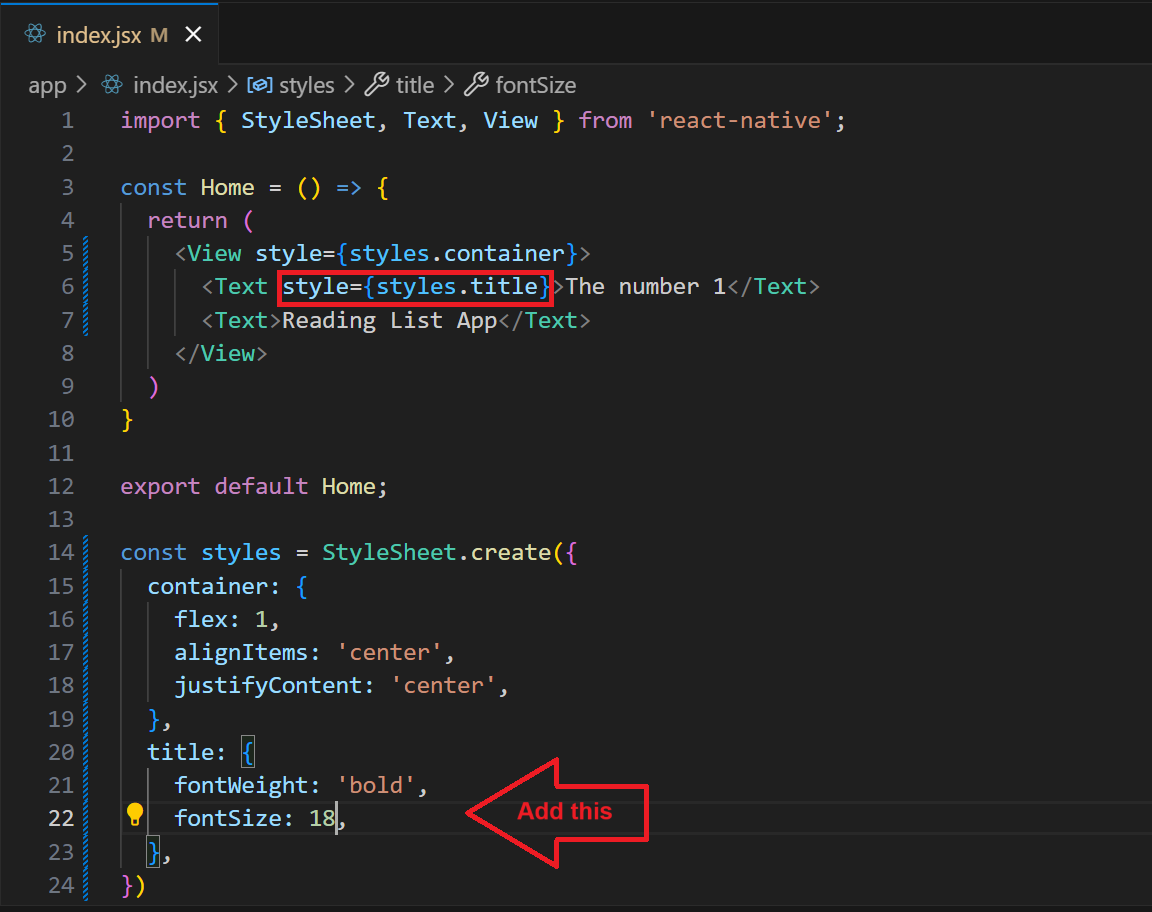 index.jsx M
app > index.jsx > styles > title > fontSize
1 import { StyleSheet, Text, View } from 'react-native';
2
3 const Home = () => {
4   return (
5     <View style={styles.container}>
6       <Text style={styles.title}>The number 1</Text>
7       <Text>Reading List App</Text>
8     </View>
9   )
10 }
11
12 export default Home;
13
14 const styles = StyleSheet.create({
15   container: {
16     flex: 1,
17     alignItems: 'center',
18     justifyContent: 'center',
19   },
20   title: {
21     fontWeight: 'bold',
22     fontSize: 18,
Add this
23   },
24 })